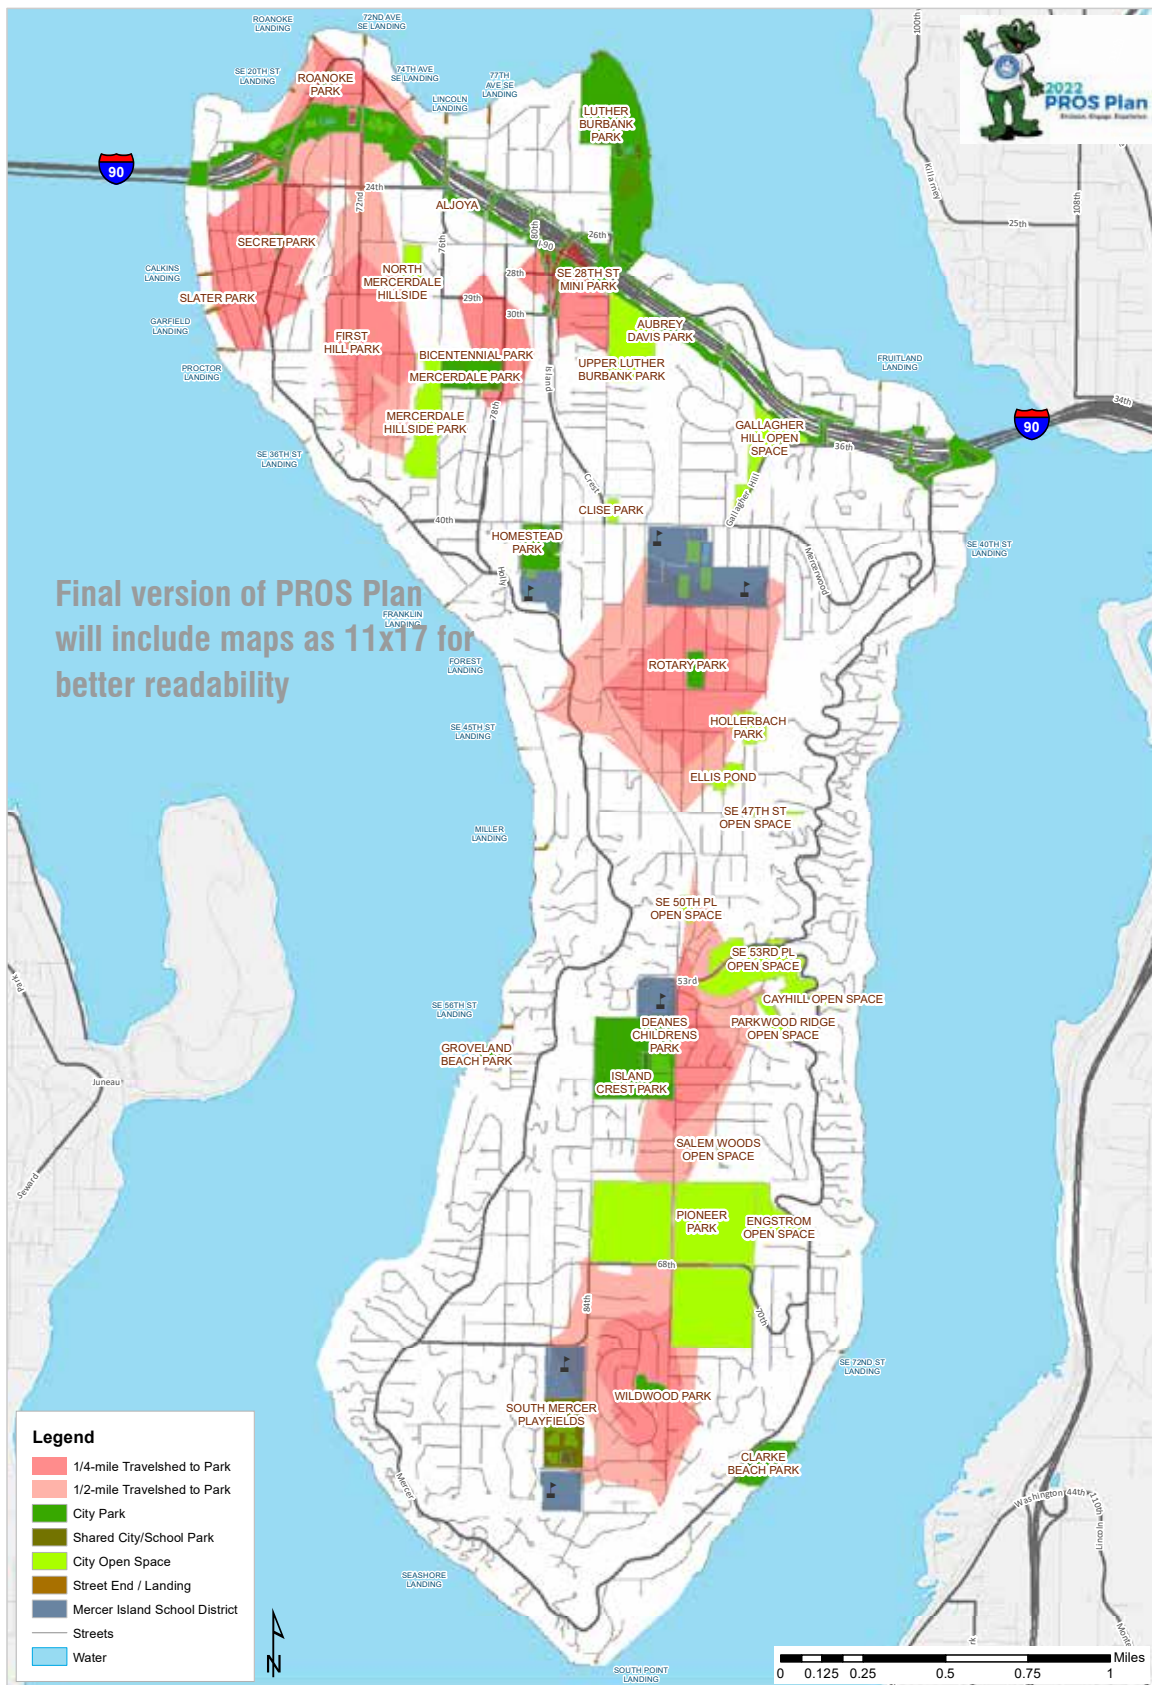 ROANOKE
LANDING
72ND AVE
SE LANDING
SE 20TH ST
LANDING
ROANOKE
PARK
74TH AVE
SE LANDING
77TH
AVE SE
LANDING
LINCOLN
LANDING
LUTHER
BURBANK
PARK
2022
PROS Plan
100th
90
24th
72nd
ALJOYA
76th
80th
I-90
26th
Killarney
25th
108th
SECRET PARK
CALKINS
LANDING
NORTH
MERCERDALE
HILLSIDE
28th
SE 28TH ST
MINI PARK
SLATER PARK
29th
30th
GARFIELD
LANDING
FIRST
HILL PARK
AUBREY
DAVIS PARK
BICENTENNIAL PARK
MERCERDALE PARK
UPPER LUTHER
BURBANK PARK
Island
PROCTOR
LANDING
FRUITLAND
LANDING
34th
78th
MERCERDALE
HILLSIDE PARK
GALLAGHER
HILL OPEN
SPACE
36th
90
SE 36TH ST
LANDING
Crest
Gallagher Hill
CLISE PARK
40th
HOMESTEAD
PARK
Holly
Mercerwood
SE 40TH ST
LANDING
Final version of PROS Plan
will include maps as 11x17 for
better readability
FRANKLIN
LANDING
FOREST
LANDING
ROTARY PARK
SE 45TH ST
LANDING
HOLLERBACH
PARK
ELLIS POND
SE 47TH ST
OPEN SPACE
MILLER
LANDING
SE 50TH PL
OPEN SPACE
SE 53RD PL
OPEN SPACE
53rd
CAYHILL OPEN SPACE
Park
SE 56TH ST
LANDING
DEANES
CHILDRENS
PARK
PARKWOOD RIDGE
OPEN SPACE
GROVELAND
BEACH PARK
ISLAND
CREST PARK
Juneau
SALEM WOODS
OPEN SPACE
Seward
PIONEER
PARK
ENGSTROM
OPEN SPACE
68th
84th
70th
SE 72ND ST
LANDING
WILDWOOD PARK
SOUTH MERCER
PLAYFIELDS
CLARKE
BEACH PARK
Mercer
Washington
44th
110th
Lincoln
SEASHORE
LANDING
SOUTH POINT
LANDING
Legend
1/4-mile Travelshed to Park
1/2-mile Travelshed to Park
City Park
Shared City/School Park
City Open Space
Street End / Landing
Mercer Island School District
Streets
Water
N
Miles
0 0.125 0.25 0.5 0.75 1